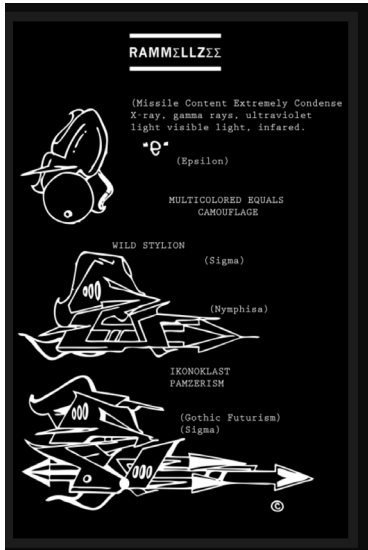 RAMMΣLLZΣΣ
(Missile Content Extremely Condense
X-ray, gamma rays, ultraviolet
light visible light, infared.
"e"
(Epsilon)
MULTICOLORED EQUALS
CAMOUFLAGE
WILD STYLION
(Sigma)
(Nymphisa)
IKONOKLAST
PAMZERISM
(Gothic Futurism)
(Sigma)
©